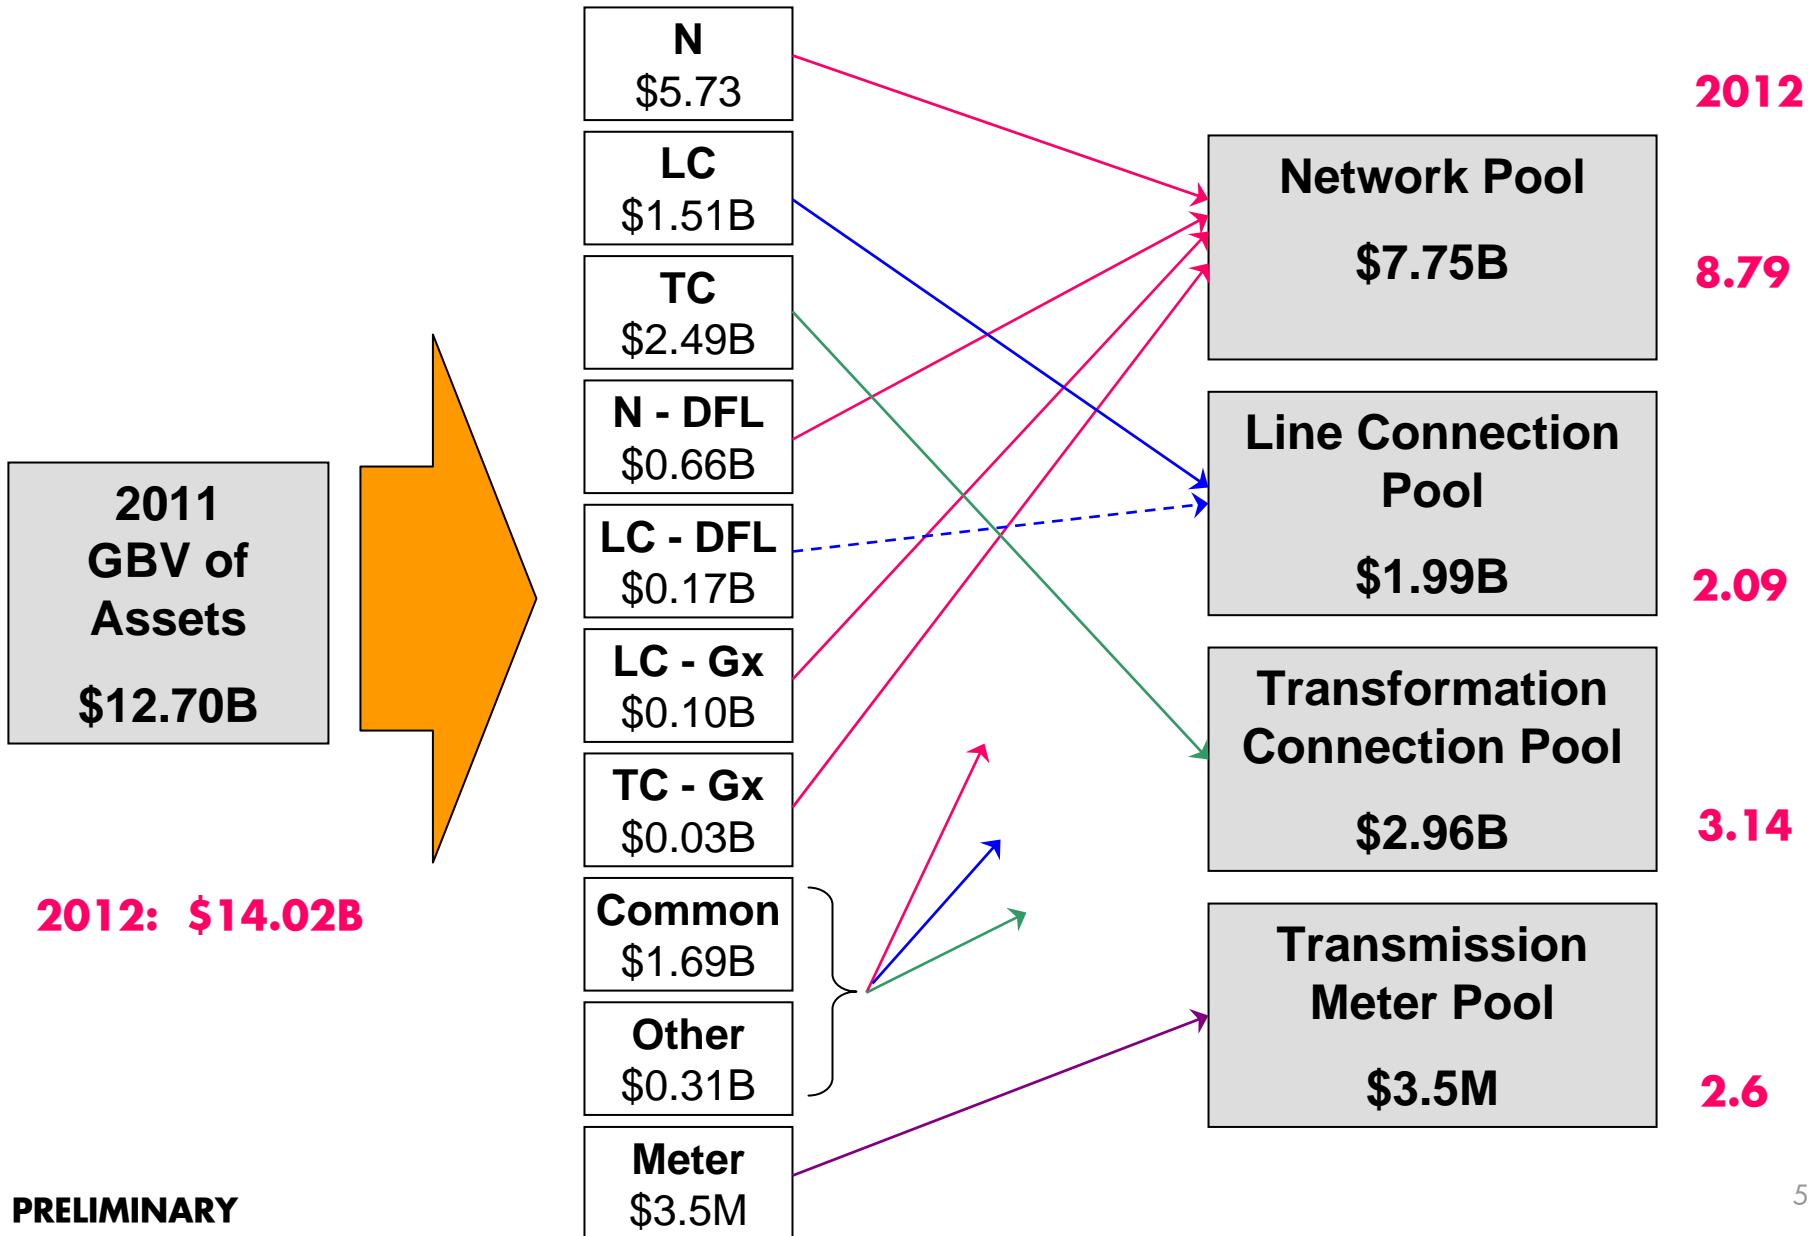 2011
GBV of
Assets
$12.70B
2012: $14.02B
N
$5.73
LC
$1.51B
TC
$2.49B
N - DFL
$0.66B
LC - DFL
$0.17B
LC - Gx
$0.10B
TC - Gx
$0.03B
Common
$1.69B
Other
$0.31B
Meter
$3.5M
Network Pool
$7.75B
Line Connection
Pool
$1.99B
Transformation
Connection Pool
$2.96B
Transmission
Meter Pool
$3.5M
2012
8.79
2.09
3.14
2.6
PRELIMINARY
5